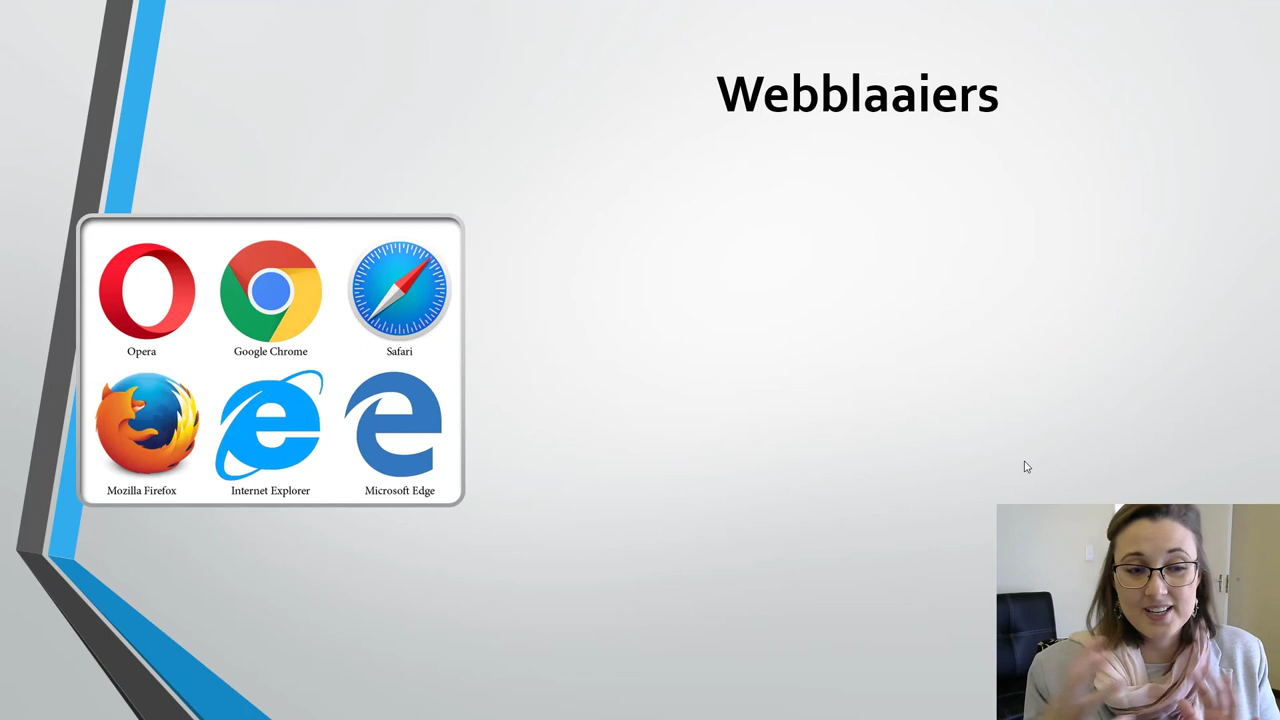 Webblaaiers
Opera
Google Chrome
Safari
Mozilla Firefox
Internet Explorer
Microsoft Edge